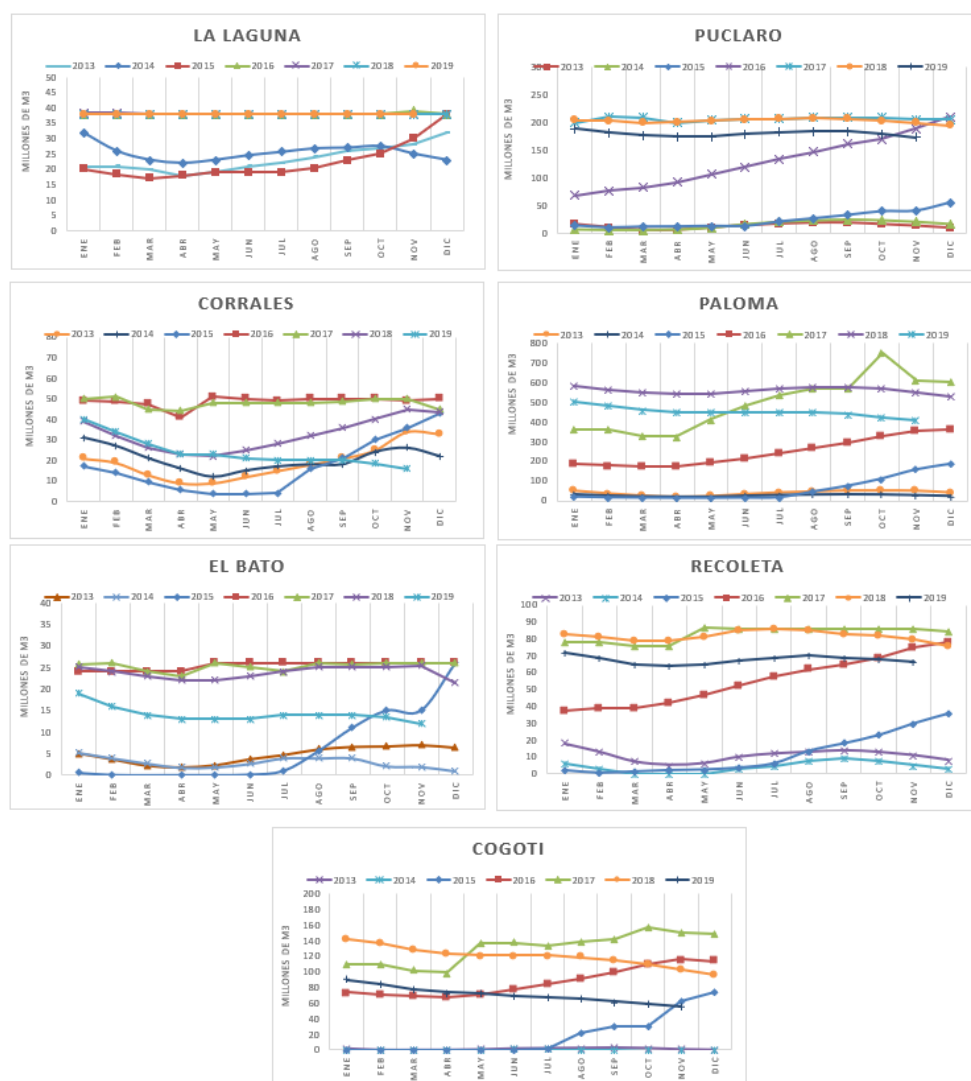 LA LAGUNA
2013 2014 2015 2016 2017 2018 2019
MILLONES DE M3
50
45
40
35
30
25
20
15
10
5
0
ENE FEB MAR ABR MAY JUN JUL AGO SEP OCT NOV DIC
PUCLARO
2013 2014 2015 2016 2017 2018 2019
MILLONES DE M3
300
250
200
150
100
50
0
ENE FEB MAR ABR MAY JUN JUL AGO SEP OCT NOV DIC
CORRALES
2013 2014 2015 2016 2017 2018 2019
MILLONES DE M3
80
70
60
50
40
30
20
10
0
ENE FEB MAR ABR MAY JUN JUL AGO SEP OCT NOV DIC
PALOMA
2013 2014 2015 2016 2017 2018 2019
MILLONES DE M3
800
700
600
500
400
300
200
100
0
ENE FEB MAR ABR MAY JUN JUL AGO SEP OCT NOV DIC
EL BATO
2013 2014 2015 2016 2017 2018 2019
MILLONES DE M3
40
35
30
25
20
15
10
5
0
ENE FEB MAR ABR MAY JUN JUL AGO SEP OCT NOV DIC
RECOLETA
2013 2014 2015 2016 2017 2018 2019
MILLONES DE M3
100
90
80
70
60
50
40
30
20
10
0
ENE FEB MAR ABR MAY JUN JUL AGO SEP OCT NOV DIC
COGOTI
2013 2014 2015 2016 2017 2018 2019
MILLONES DE M3
200
180
160
140
120
100
80
60
40
20
0
ENE FEB MAR ABR MAY JUN JUL AGO SEP OCT NOV DIC